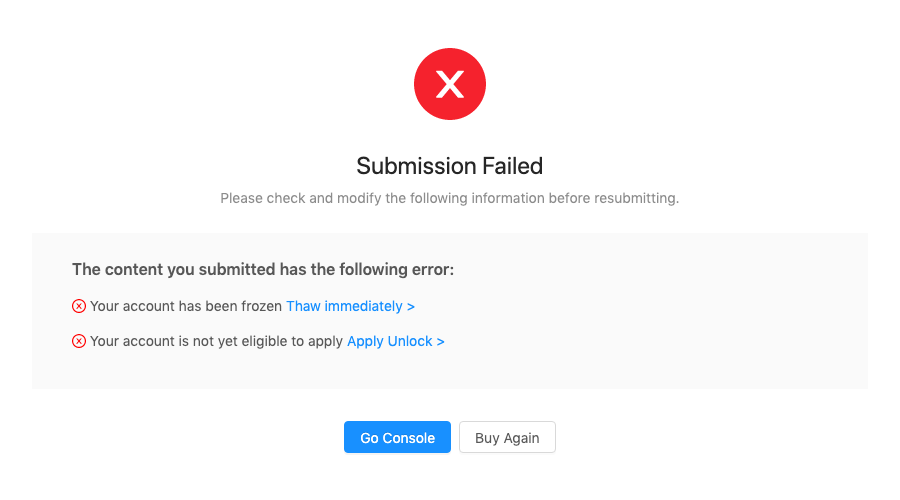 Submission Failed
Please check and modify the following information before resubmitting.
The content you submitted has the following error:
Your account has been frozen Thaw immediately >
Your account is not yet eligible to apply Apply Unlock >
Go Console
Buy Again